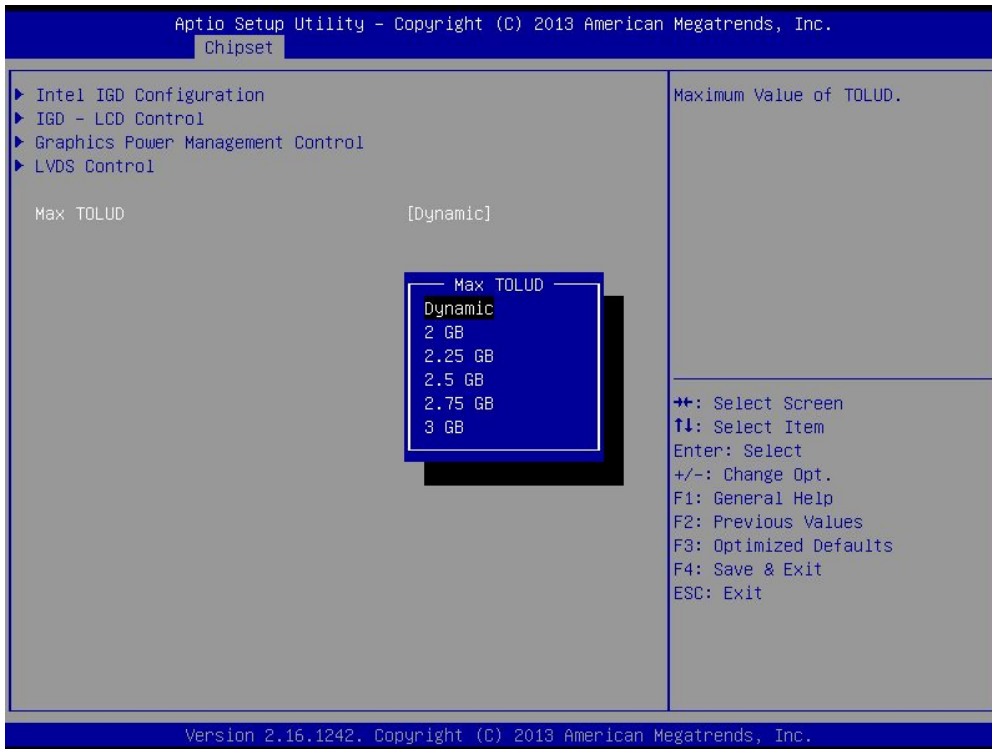 Aptio Setup Utility – Copyright (C) 2013 American Megatrends, Inc.
Chipset
► Intel IGD Configuration
► IGD – LCD Control
► Graphics Power Management Control
► LVDS Control
Max TOLUD [Dynamic]
Max TOLUD
Dynamic
2 GB
2.25 GB
2.5 GB
2.75 GB
3 GB
Maximum Value of TOLUD.
→←: Select Screen
↑↓: Select Item
Enter: Select
+/-: Change Opt.
F1: General Help
F2: Previous Values
F3: Optimized Defaults
F4: Save & Exit
ESC: Exit
Version 2.16.1242. Copyright (C) 2013 American Megatrends, Inc.